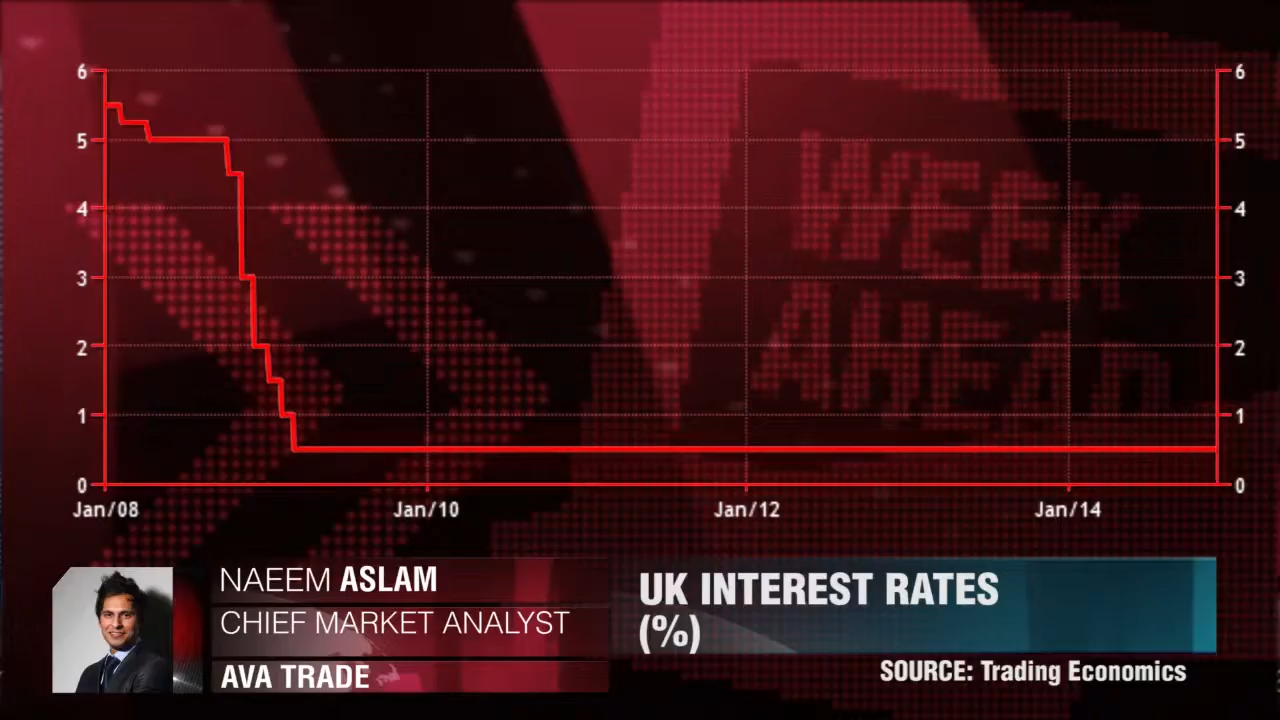 6
6
5
5
4
4
3
3
2
2
1
1
0
0
Jan/08
Jan/10
Jan/12
Jan/14
WEEK
AHEAD
NAEEM ASLAM
CHIEF MARKET ANALYST
AVA TRADE
UK INTEREST RATES
(%)
SOURCE: Trading Economics